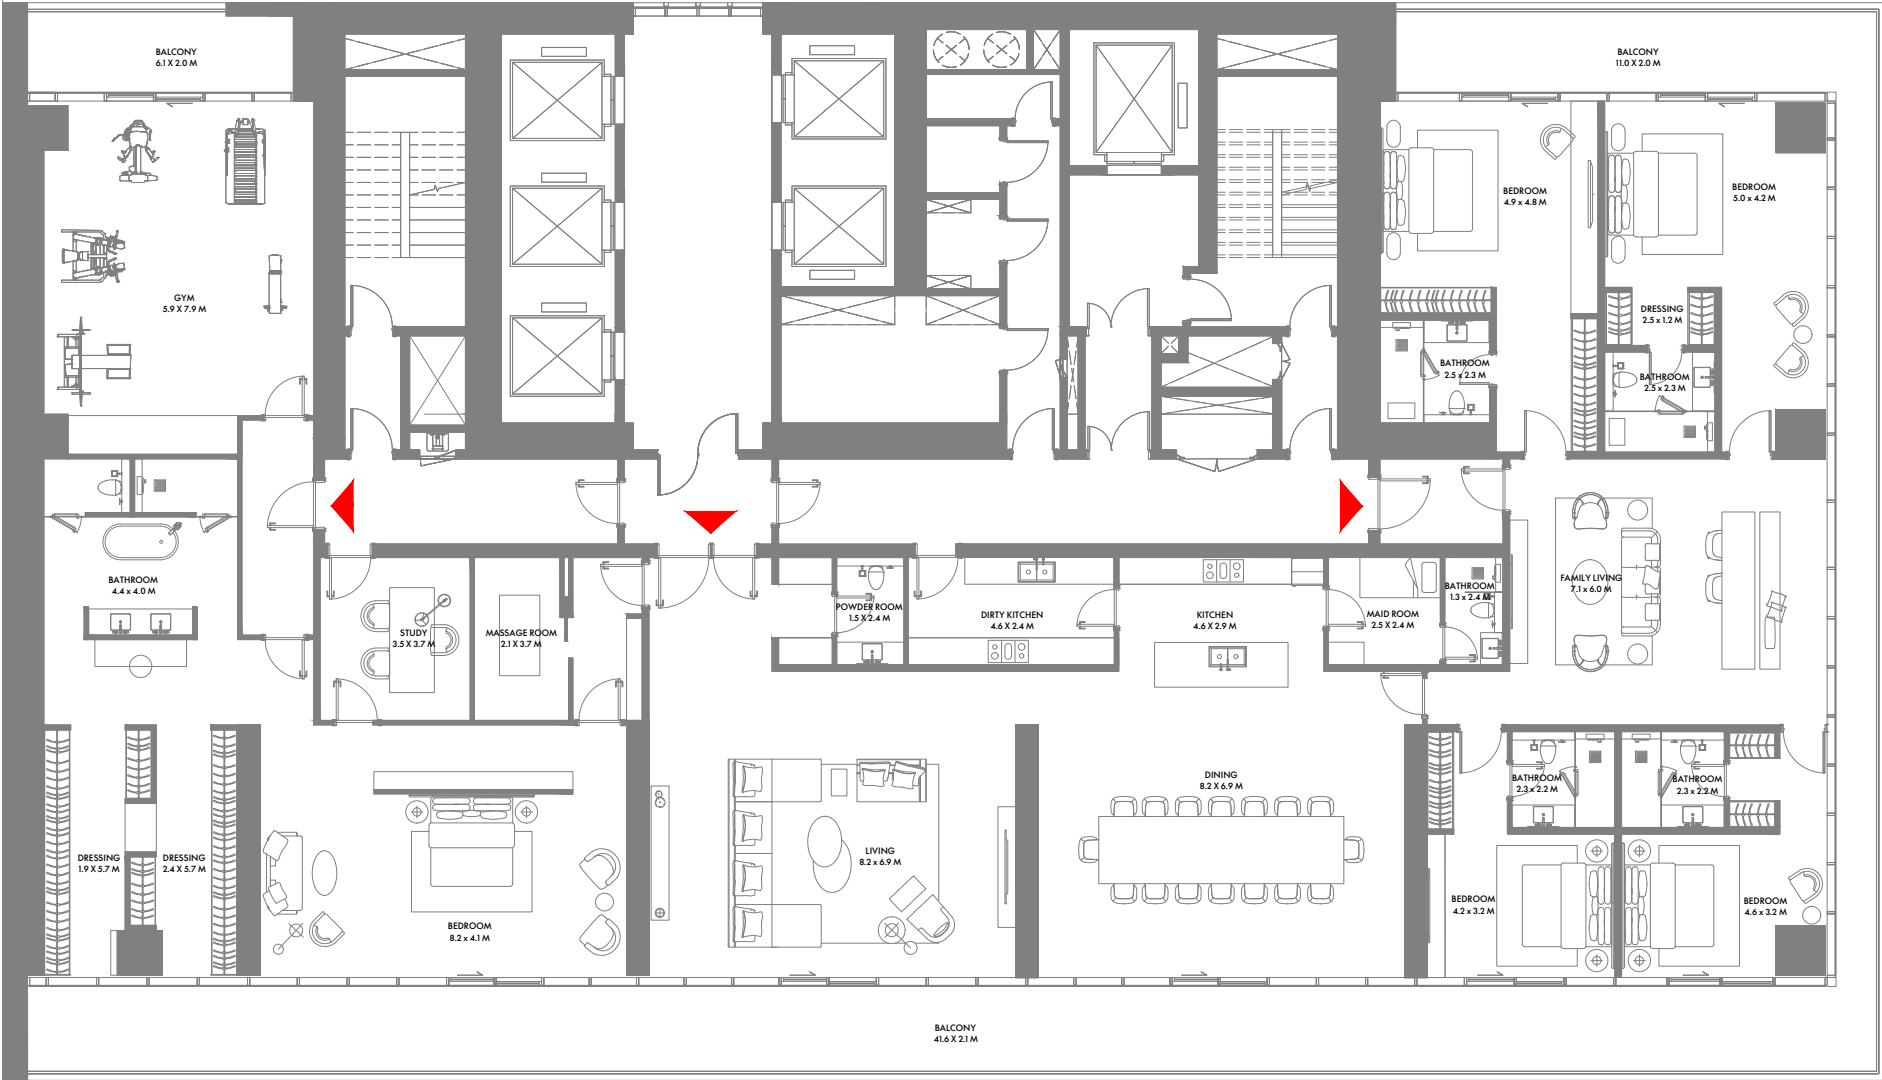 BALCONY
6.1 X 2.0 M
BALCONY
11.0 X 2.0 M
BEDROOM
4.9 x 4.8 M
BEDROOM
5.0 x 4.2 M
GYM
5.9 X 7.9 M
DRESSING
2.5 x 1.2 M
BATHROOM
2.5 x 2.3 M
BATHROOM
2.5 x 2.3 M
BATHROOM
4.4 x 4.0 M
STUDY
3.5 X 3.7 M
MASSAGE ROOM
2.1 X 3.7 M
POWDER ROOM
1.5 X 2.4 M
DIRTY KITCHEN
4.6 X 2.4 M
KITCHEN
4.6 X 2.9 M
MAID ROOM
2.5 X 2.4 M
BATHROOM
1.3 x 2.4 M
FAMILY LIVING
7.1 x 6.0 M
DRESSING
1.9 X 5.7 M
DRESSING
2.4 X 5.7 M
BEDROOM
8.2 x 4.1 M
LIVING
8.2 x 6.9 M
DINING
8.2 X 6.9 M
BATHROOM
2.3 x 2.2 M
BATHROOM
2.3 x 2.2 M
BEDROOM
4.2 x 3.2 M
BEDROOM
4.6 x 3.2 M
BALCONY
41.6 X 2.1 M